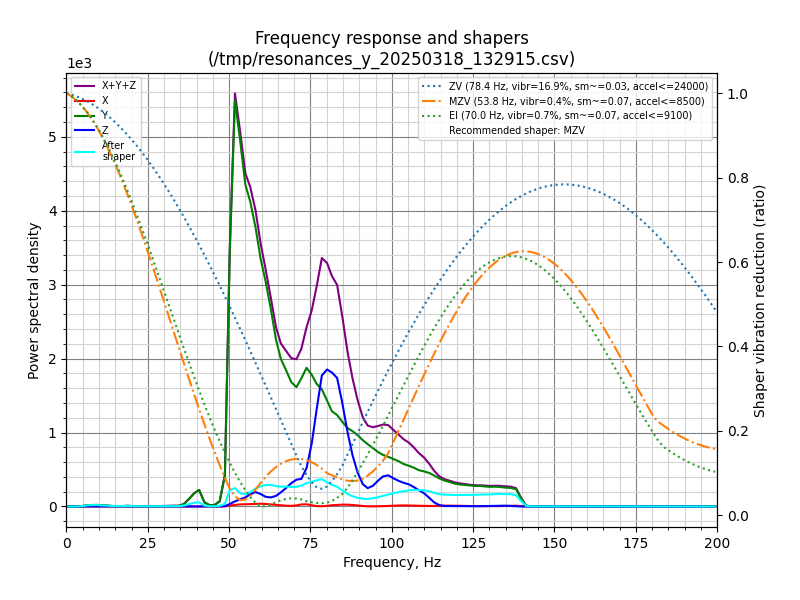 Frequency response and shapers
(/tmp/resonances_y_20250318_132915.csv)
1e3
X+Y+Z
X
Y
Z
After
shaper
ZV (78.4 Hz, vibr=16.9%, sm~=0.03, accel<=24000)
MZV (53.8 Hz, vibr=0.4%, sm~=0.07, accel<=8500)
EI (70.0 Hz, vibr=0.7%, sm~=0.07, accel<=9100)
Recommended shaper: MZV
5
4
3
2
1
0
Power spectral density
1.0
0.8
0.6
0.4
0.2
0.0
Shaper vibration reduction (ratio)
0 25 50 75 100 125 150 175 200
Frequency, Hz